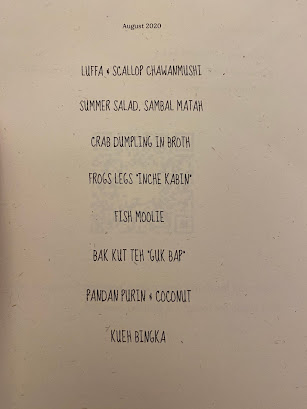 August 2020
LUFFA & SCALLOP CHAWANMUSHI
SUMMER SALAD, SAMBAL MATAH
CRAB DUMPLING IN BROTH
FROGS LEGS "INCHE KABIN"
FISH MOOLIE
BAK KUT TEH "GUK BAP"
PANDAN PURIN & COCONUT
KUEH BINGKA